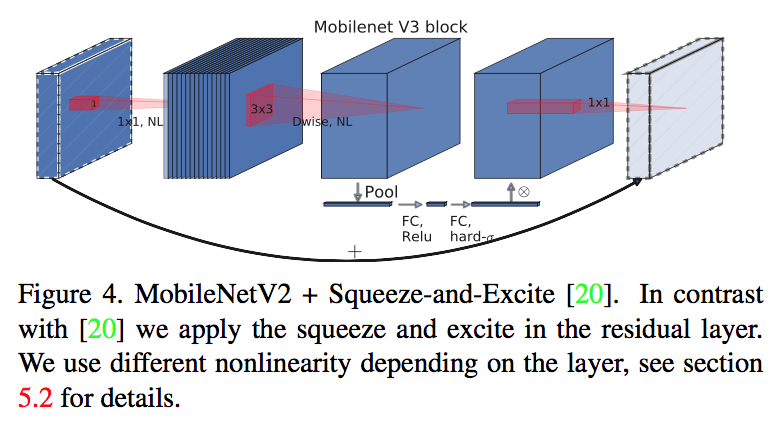 Mobilenet V3 block
1
1x1, NL
3x3
Dwise, NL
1x1
Pool
⊗
FC,
Relu
FC,
hard-σ
+
Figure 4. MobileNetV2 + Squeeze-and-Excite [20]. In contrast
with [20] we apply the squeeze and excite in the residual layer.
We use different nonlinearity depending on the layer, see section
5.2 for details.